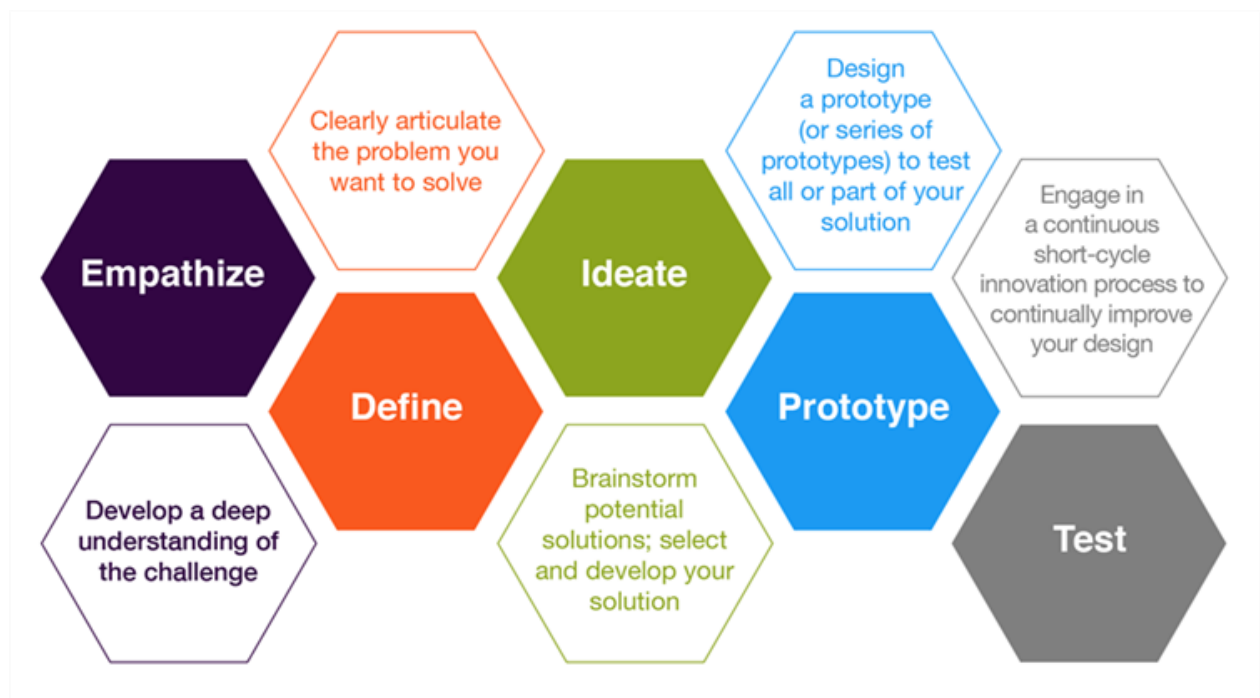 Empathize
Develop a deep
understanding of
the challenge
Clearly articulate
the problem you
want to solve
Define
Ideate
Brainstorm
potential
solutions; select
and develop your
solution
Design
a prototype
(or series of
prototypes) to test
all or part of your
solution
Prototype
Engage in
a continuous
short-cycle
innovation process to
continually improve
your design
Test